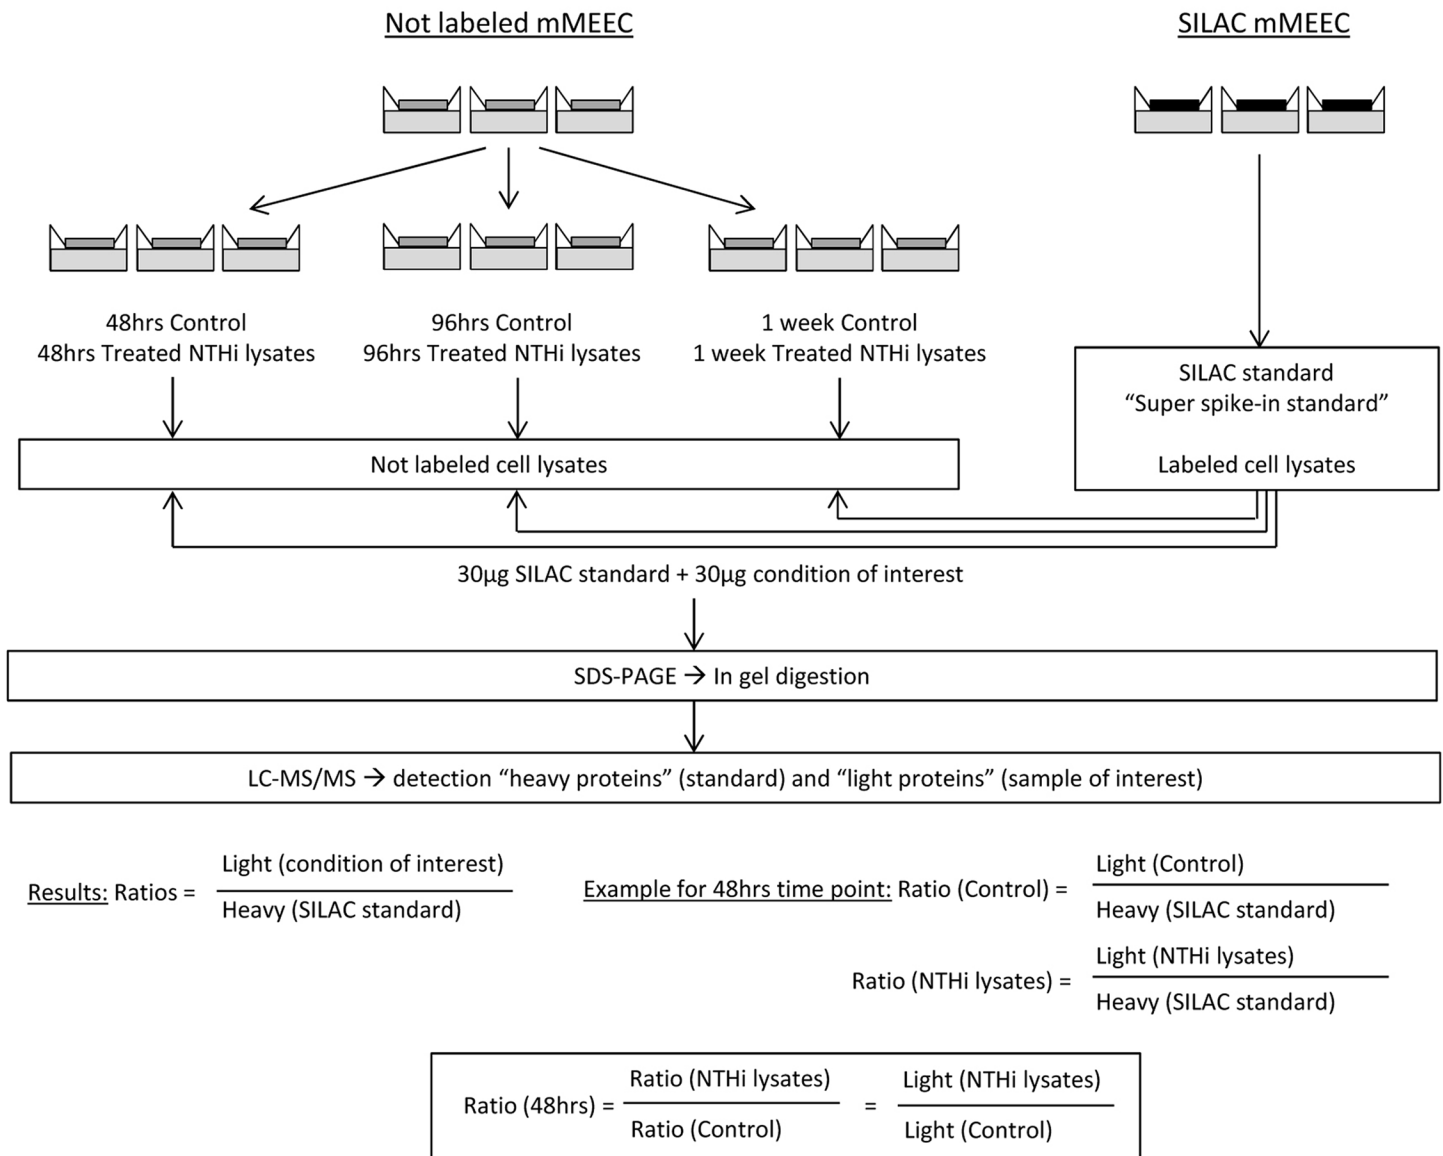 Not labeled mMEEC
SILAC mMEEC
48hrs Control
48hrs Treated NTHi lysates
96hrs Control
96hrs Treated NTHi lysates
1 week Control
1 week Treated NTHi lysates
SILAC standard
“Super spike-in standard”
Labeled cell lysates
Not labeled cell lysates
30µg SILAC standard + 30µg condition of interest
SDS-PAGE → In gel digestion
LC-MS/MS → detection “heavy proteins” (standard) and “light proteins” (sample of interest)
Results: Ratios =
Light (condition of interest)
Heavy (SILAC standard)
Example for 48hrs time point: Ratio (Control) =
Light (Control)
Heavy (SILAC standard)
Ratio (NTHi lysates) =
Light (NTHi lysates)
Heavy (SILAC standard)
Ratio (48hrs) =
Ratio (NTHi lysates)
Ratio (Control)
=
Light (NTHi lysates)
Light (Control)